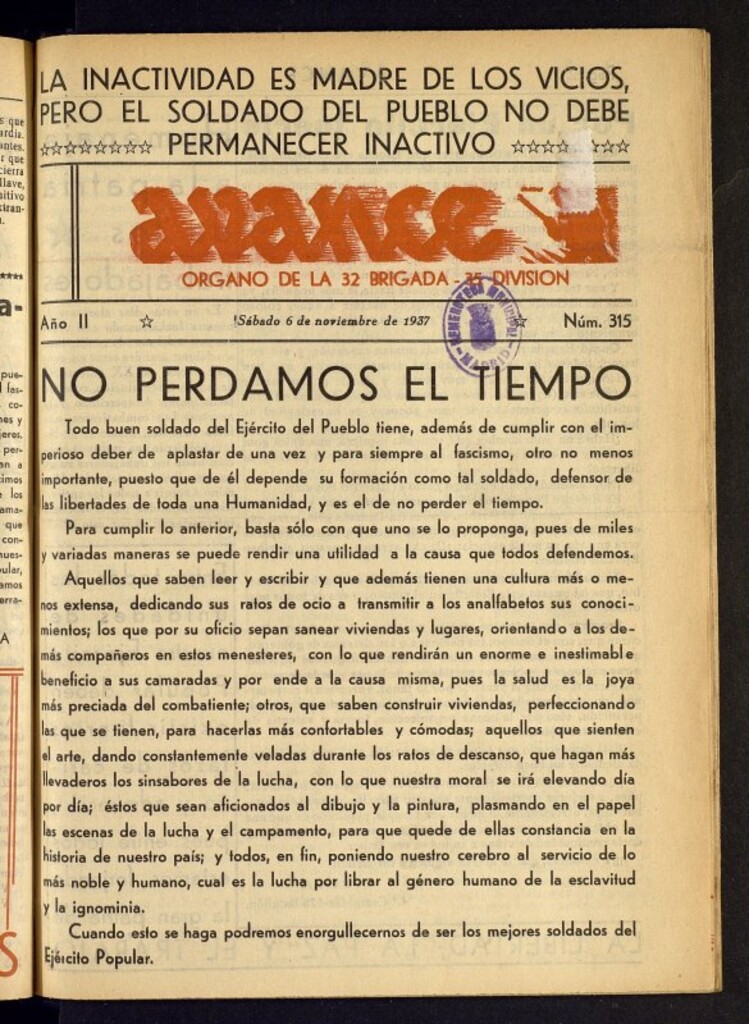 LA INACTIVIDAD ES MADRE DE LOS VICIOS,
PERO EL SOLDADO DEL PUEBLO NO DEBE
☆☆☆☆☆☆☆☆ PERMANECER INACTIVO ☆☆☆☆ ☆☆☆
avance
ORGANO DE LA 32 BRIGADA - 35 DIVISION
Año II ☆ Sábado 6 de noviembre de 1937 ☆ Núm. 315
HEMEROTECA MUNICIPAL
MADRID
NO PERDAMOS EL TIEMPO
Todo buen soldado del Ejército del Pueblo tiene, además de cumplir con el im-
perioso deber de aplastar de una vez y para siempre al fascismo, otro no menos
importante, puesto que de él depende su formación como tal soldado, defensor de
las libertades de toda una Humanidad, y es el de no perder el tiempo.
Para cumplir lo anterior, basta sólo con que uno se lo proponga, pues de miles
y variadas maneras se puede rendir una utilidad a la causa que todos defendemos.
Aquellos que saben leer y escribir y que además tienen una cultura más o me-
nos extensa, dedicando sus ratos de ocio a transmitir a los analfabetos sus conoci-
mientos; los que por su oficio sepan sanear viviendas y lugares, orientando a los de-
más compañeros en estos menesteres, con lo que rendirán un enorme e inestimable
beneficio a sus camaradas y por ende a la causa misma, pues la salud es la joya
más preciada del combatiente; otros, que saben construir viviendas, perfeccionando
las que se tienen, para hacerlas más confortables y cómodas; aquellos que sienten
el arte, dando constantemente veladas durante los ratos de descanso, que hagan más
llevaderos los sinsabores de la lucha, con lo que nuestra moral se irá elevando día
por día; éstos que sean aficionados al dibujo y la pintura, plasmando en el papel
las escenas de la lucha y el campamento, para que quede de ellas constancia en la
historia de nuestro país; y todos, en fin, poniendo nuestro cerebro al servicio de lo
más noble y humano, cual es la lucha por librar al género humano de la esclavitud
y la ignominia.
Cuando esto se haga podremos enorgullecernos de ser los mejores soldados del
Ejército Popular.